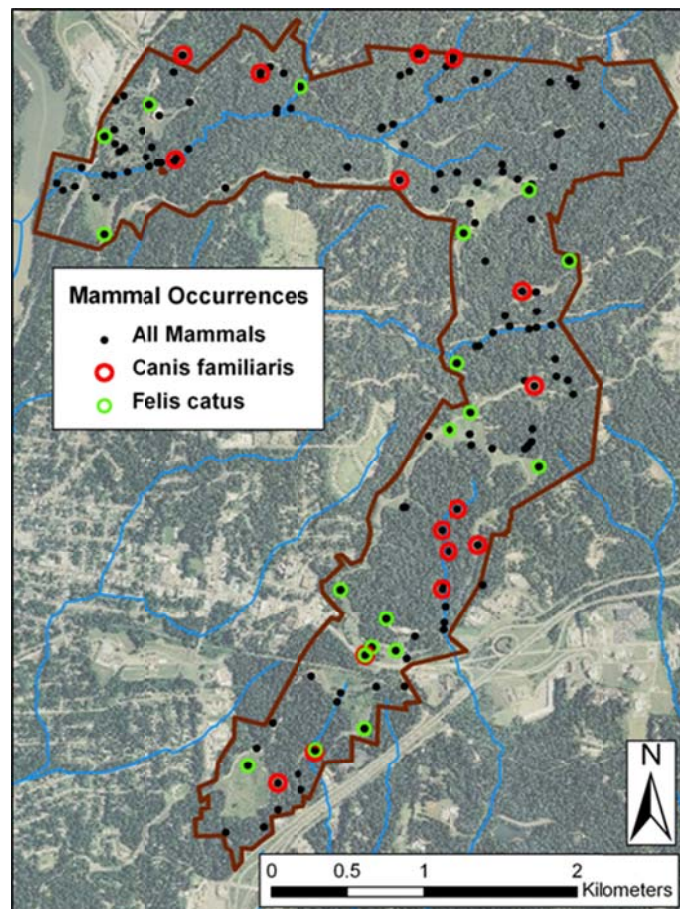 Mammal Occurrences
All Mammals
Canis familiaris
Felis catus
N
0 0.5 1 2
Kilometers